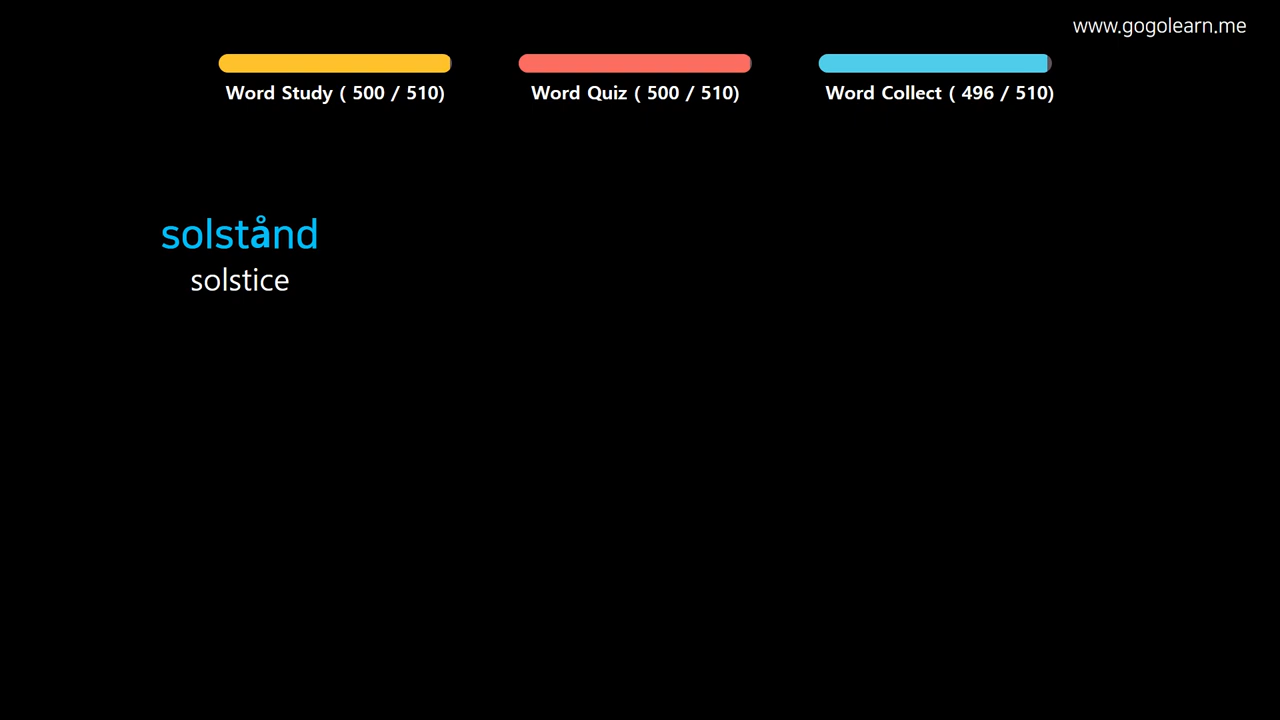 www.gogolearn.me
Word Study ( 500 / 510)
Word Quiz ( 500 / 510)
Word Collect ( 496 / 510)
solstånd
solstice